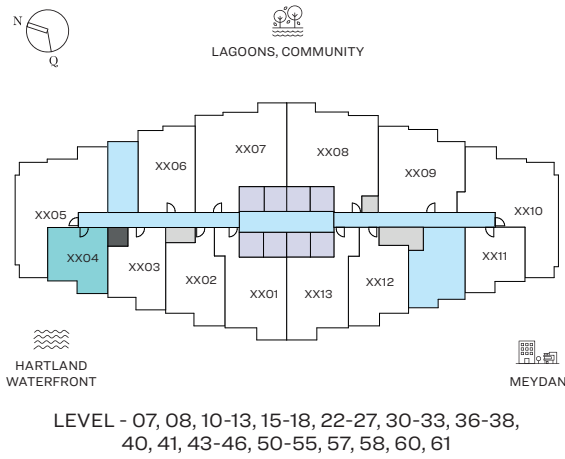 N
Q
LAGOONS, COMMUNITY
XX07
XX08
XX06
XX09
XX05
XX10
XX04
XX03
XX11
XX02
XX12
XX01
XX13
HARTLAND
WATERFRONT
MEYDAN
LEVEL - 07, 08, 10-13, 15-18, 22-27, 30-33, 36-38,
40, 41, 43-46, 50-55, 57, 58, 60, 61